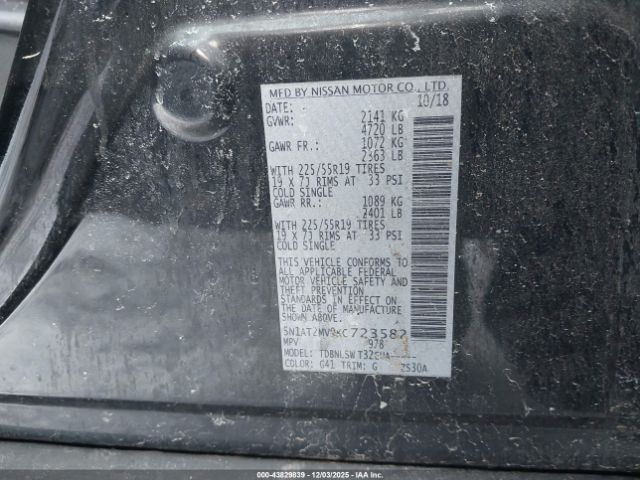 MFD BY NISSAN MOTOR CO., LTD.
DATE: 10/18
GVWR: 2141 KG
4720 LB
GAWR FR.: 1072 KG
2363 LB
WITH 225/55R19 TIRES
19 X 7J RIMS AT 33 PSI
COLD SINGLE
GAWR RR.: 1089 KG
2401 LB
WITH 225/55R19 TIRES
19 X 7J RIMS AT 33 PSI
COLD SINGLE
THIS VEHICLE CONFORMS TO
ALL APPLICABLE FEDERAL
MOTOR VEHICLE SAFETY AND
THEFT PREVENTION
STANDARDS IN EFFECT ON
THE DATE OF MANUFACTURE
SHOWN ABOVE.
5N1AT2MV9KC723582
MPV 978
MODEL:
COLOR: G41 TRIM: G
000-43829839 - 12/03/2025 - IAAI.COM